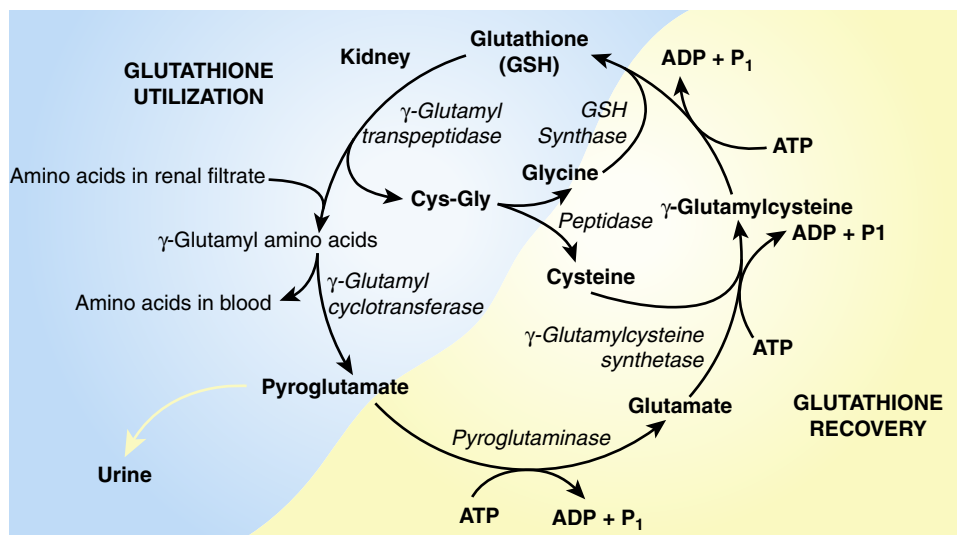 GLUTATHIONE
UTILIZATION
Kidney
Glutathione
(GSH)
ADP + P₁
γ-Glutamyl
transpeptidase
GSH
Synthase
ATP
Amino acids in renal filtrate
Cys-Gly
Glycine
Peptidase
γ-Glutamylcysteine
ADP + P1
γ-Glutamyl amino acids
Cysteine
Amino acids in blood
γ-Glutamyl
cyclotransferase
γ-Glutamylcysteine
synthetase
ATP
Pyroglutamate
Glutamate
GLUTATHIONE
RECOVERY
Pyroglutaminase
Urine
ATP
ADP + P₁